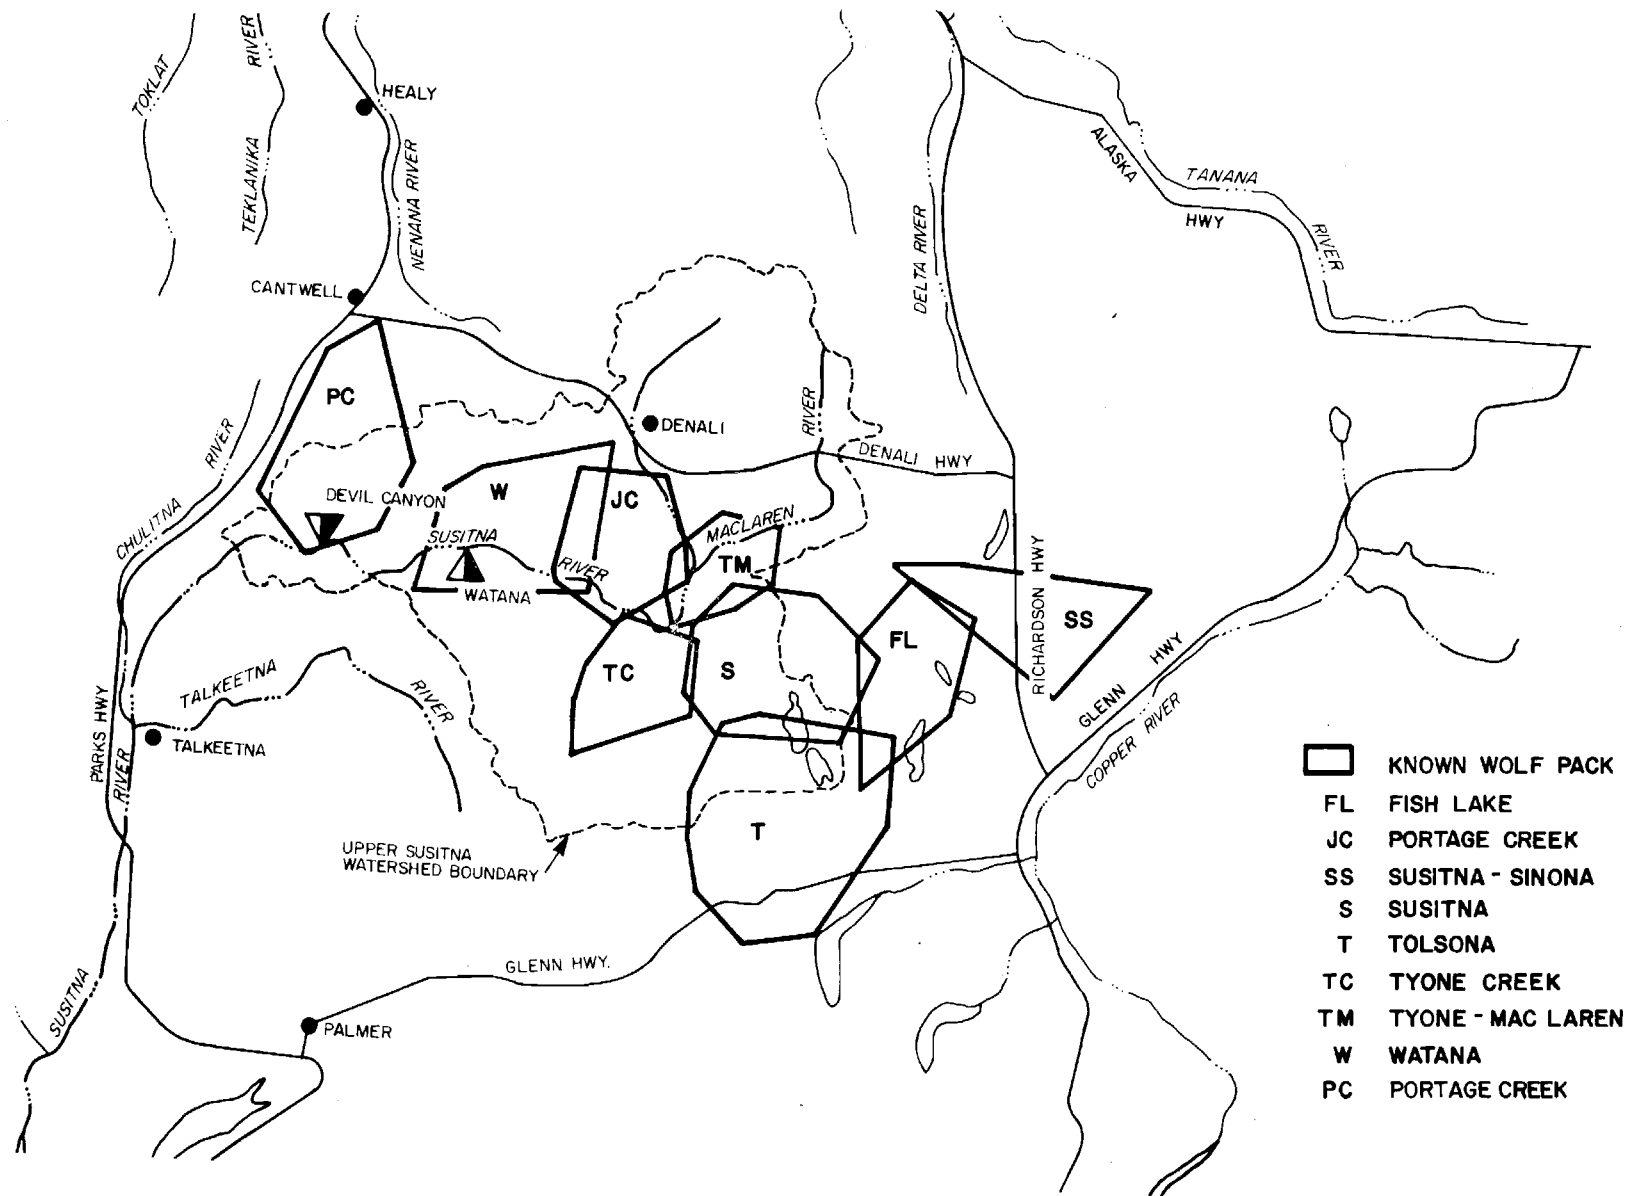 TOKLAT
RIVER
TEKLANIKA
HEALY
NENANA RIVER
CANTWELL
ALASKA
HWY
TANANA
RIVER
DELTA RIVER
PC
RIVER
CHULITNA
DENALI
RIVER
DENALI HWY
DEVIL CANYON
W
JC
SUSITNA
RIVER
MACLAREN
TM
WATANA
RICHARDSON HWY
SS
FL
TC
S
GLENN HWY
COPPER RIVER
TALKEETNA
RIVER
PARKS HWY
TALKEETNA
RIVER
T
UPPER SUSITNA
WATERSHED BOUNDARY
GLENN HWY.
SUSITNA
PALMER
KNOWN WOLF PACK
FL FISH LAKE
JC PORTAGE CREEK
SS SUSITNA - SINONA
S SUSITNA
T TOLSONA
TC TYONE CREEK
TM TYONE - MAC LAREN
W WATANA
PC PORTAGE CREEK